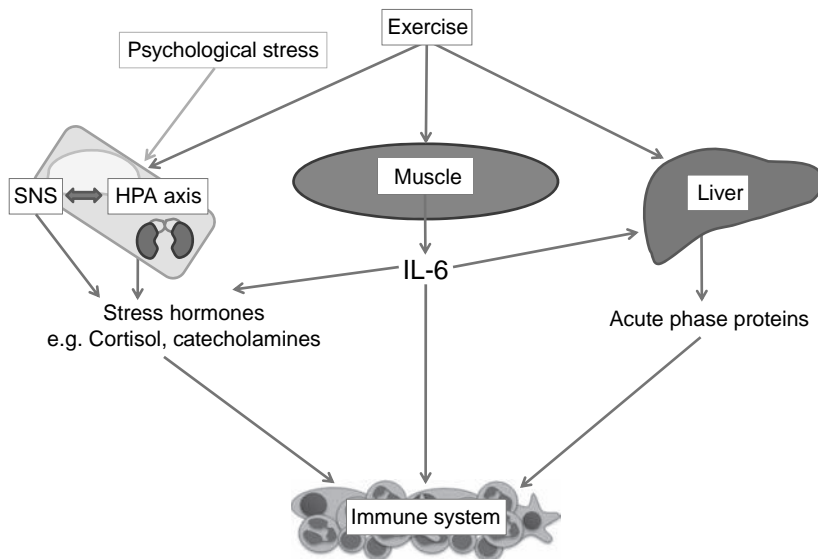 Exercise
Psychological stress
SNS
HPA axis
Muscle
Liver
IL-6
Stress hormones
e.g. Cortisol, catecholamines
Acute phase proteins
Immune system